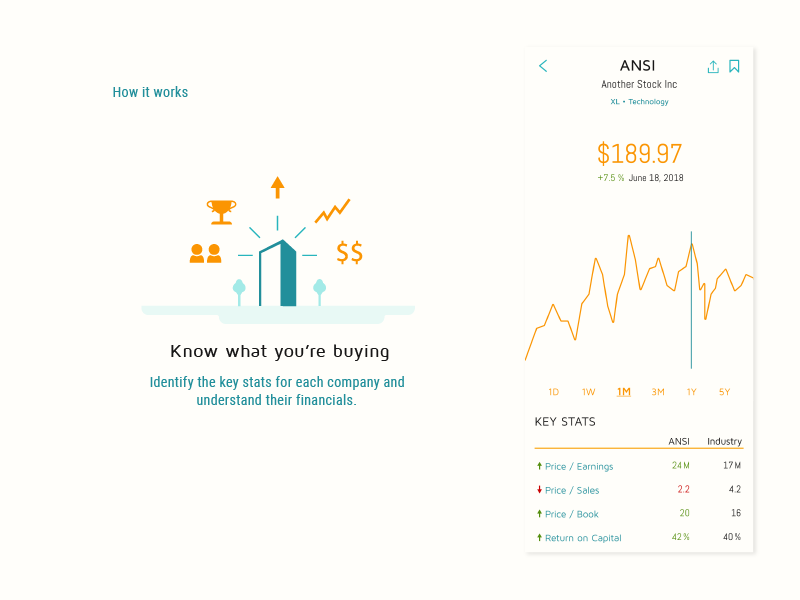 How it works
$$
Know what you're buying
Identify the key stats for each company and
understand their financials.
ANSI
Another Stock Inc
XL • Technology
$189.97
+7.5 % June 18, 2018
1D 1W 1M 3M 1Y 5Y
KEY STATS
ANSI Industry
Price / Earnings 24M 17M
Price / Sales 2.2 4.2
Price / Book 20 16
Return on Capital 42% 40%